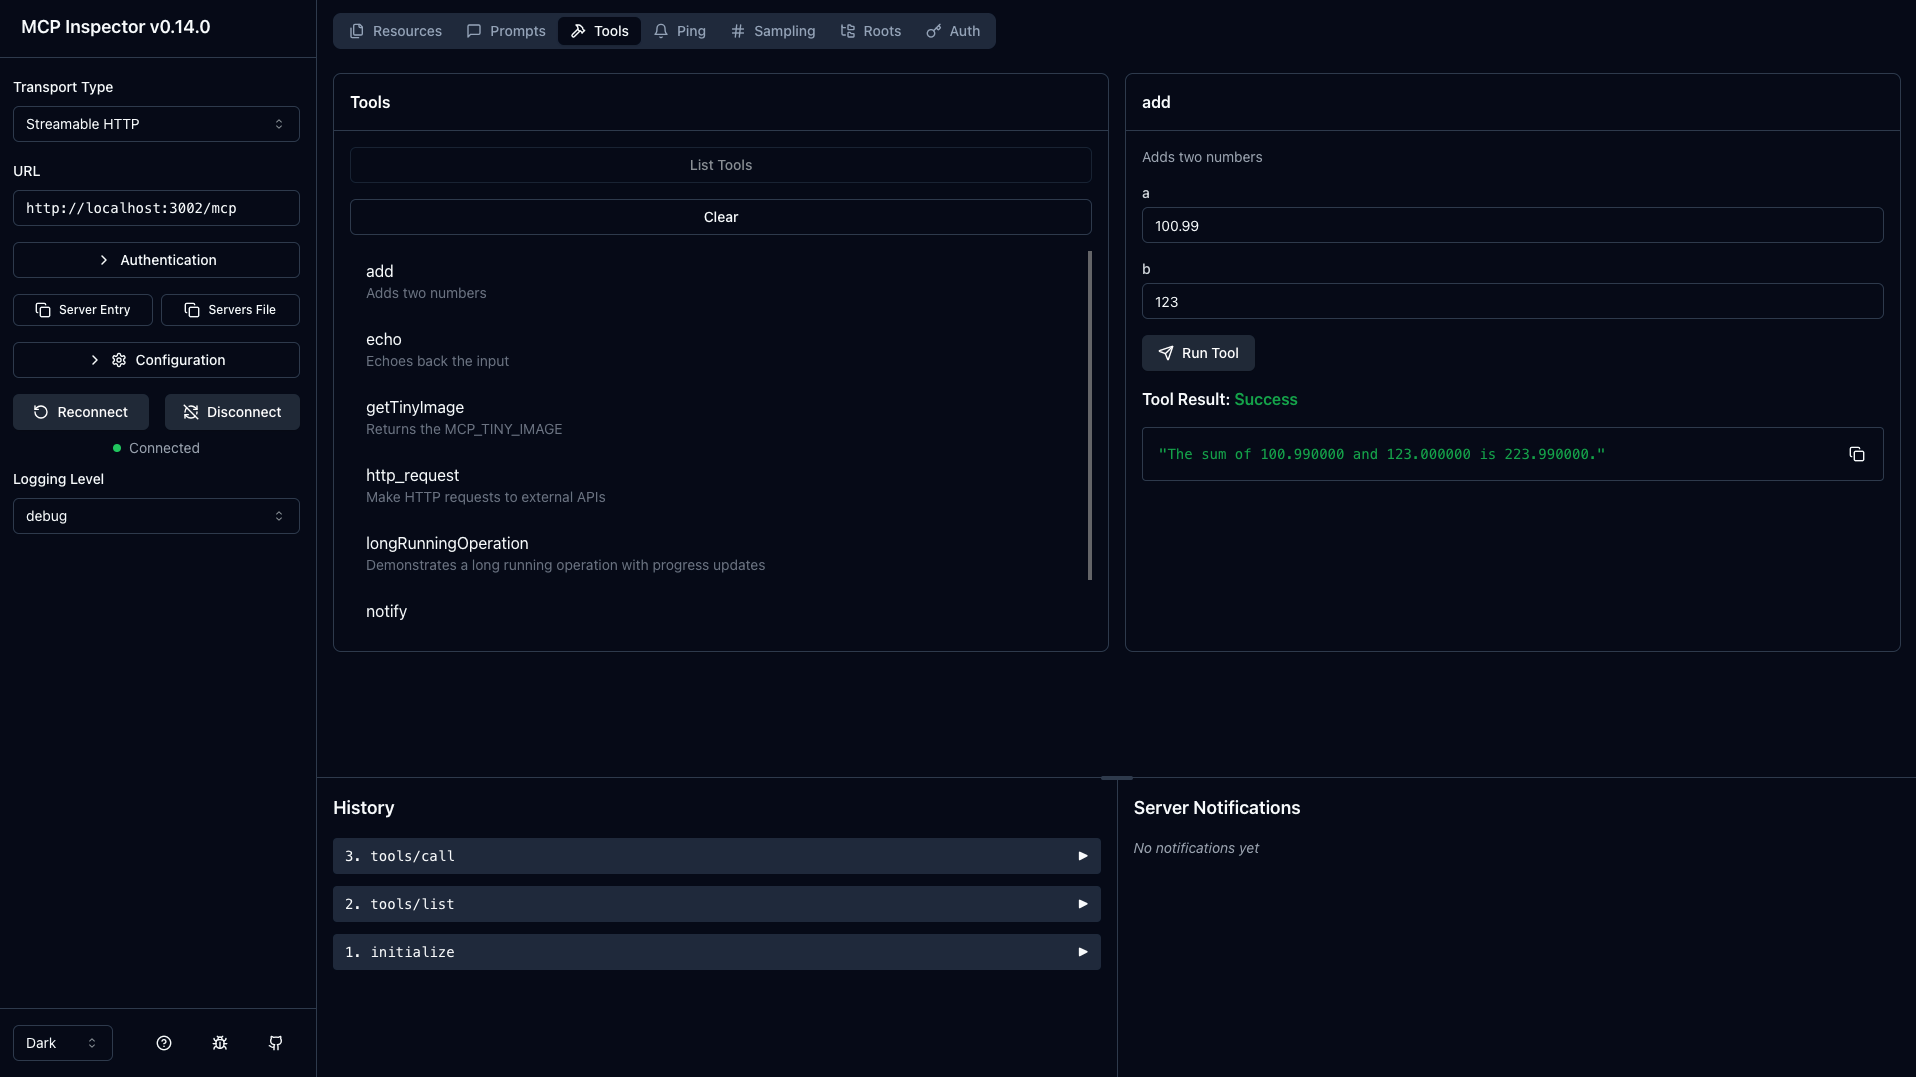 MCP Inspector v0.14.0
Transport Type
Streamable HTTP
URL
http://localhost:3002/mcp
Authentication
Server Entry
Servers File
Configuration
Reconnect
Disconnect
Connected
Logging Level
debug
Dark
Resources
Prompts
Tools
Ping
Sampling
Roots
Auth
Tools
List Tools
Clear
add
Adds two numbers
echo
Echoes back the input
getTinyImage
Returns the MCP_TINY_IMAGE
http_request
Make HTTP requests to external APIs
longRunningOperation
Demonstrates a long running operation with progress updates
notify
add
Adds two numbers
a
100.99
b
123
Run Tool
Tool Result: Success
"The sum of 100.990000 and 123.000000 is 223.990000."
History
3. tools/call
2. tools/list
1. initialize
Server Notifications
No notifications yet